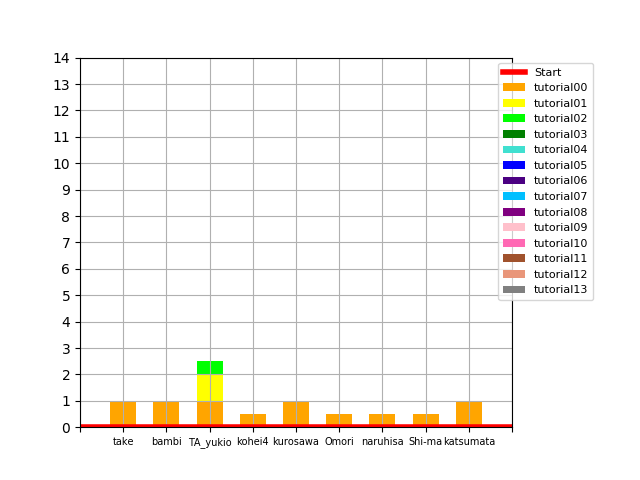 14
13
12
11
10
9
8
7
6
5
4
3
2
1
0
take bambi TA_yukio kohei4 kurosawa Omori naruhisa Shi-ma katsumata
Start
tutorial00
tutorial01
tutorial02
tutorial03
tutorial04
tutorial05
tutorial06
tutorial07
tutorial08
tutorial09
tutorial10
tutorial11
tutorial12
tutorial13